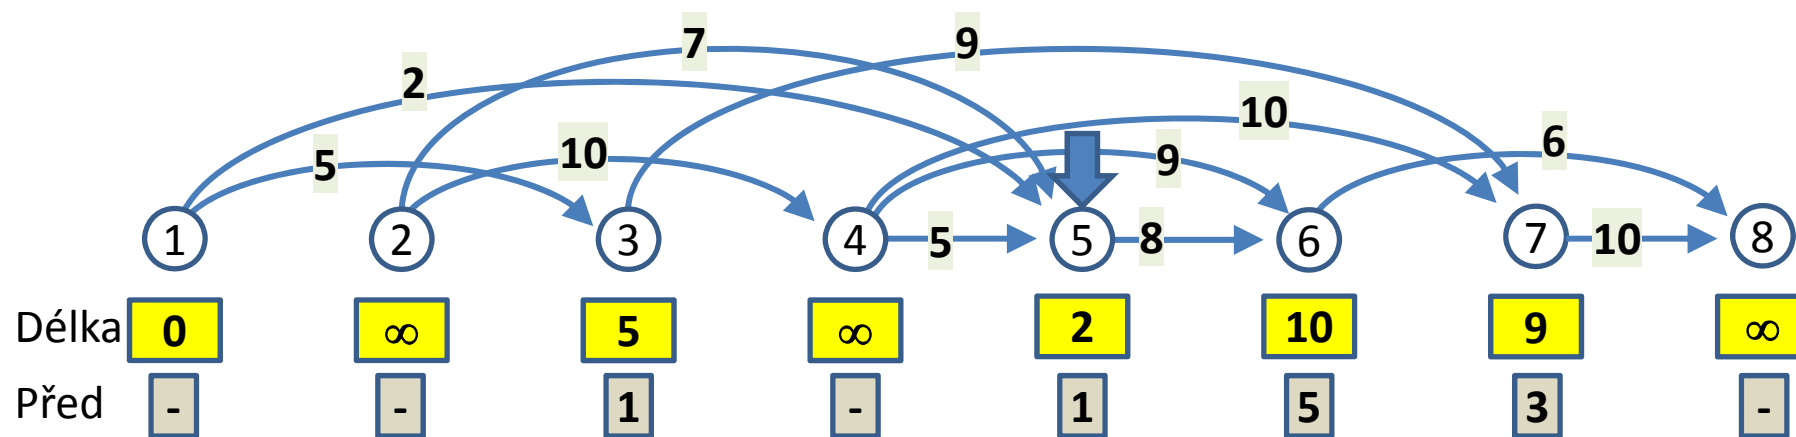 7 9
2 10 6
5 10 9
1 2 3 4 5 5 8 6 7 10 8
Délka 0 ∞ 5 ∞ 2 10 9 ∞
Před - - 1 - 1 5 3 -